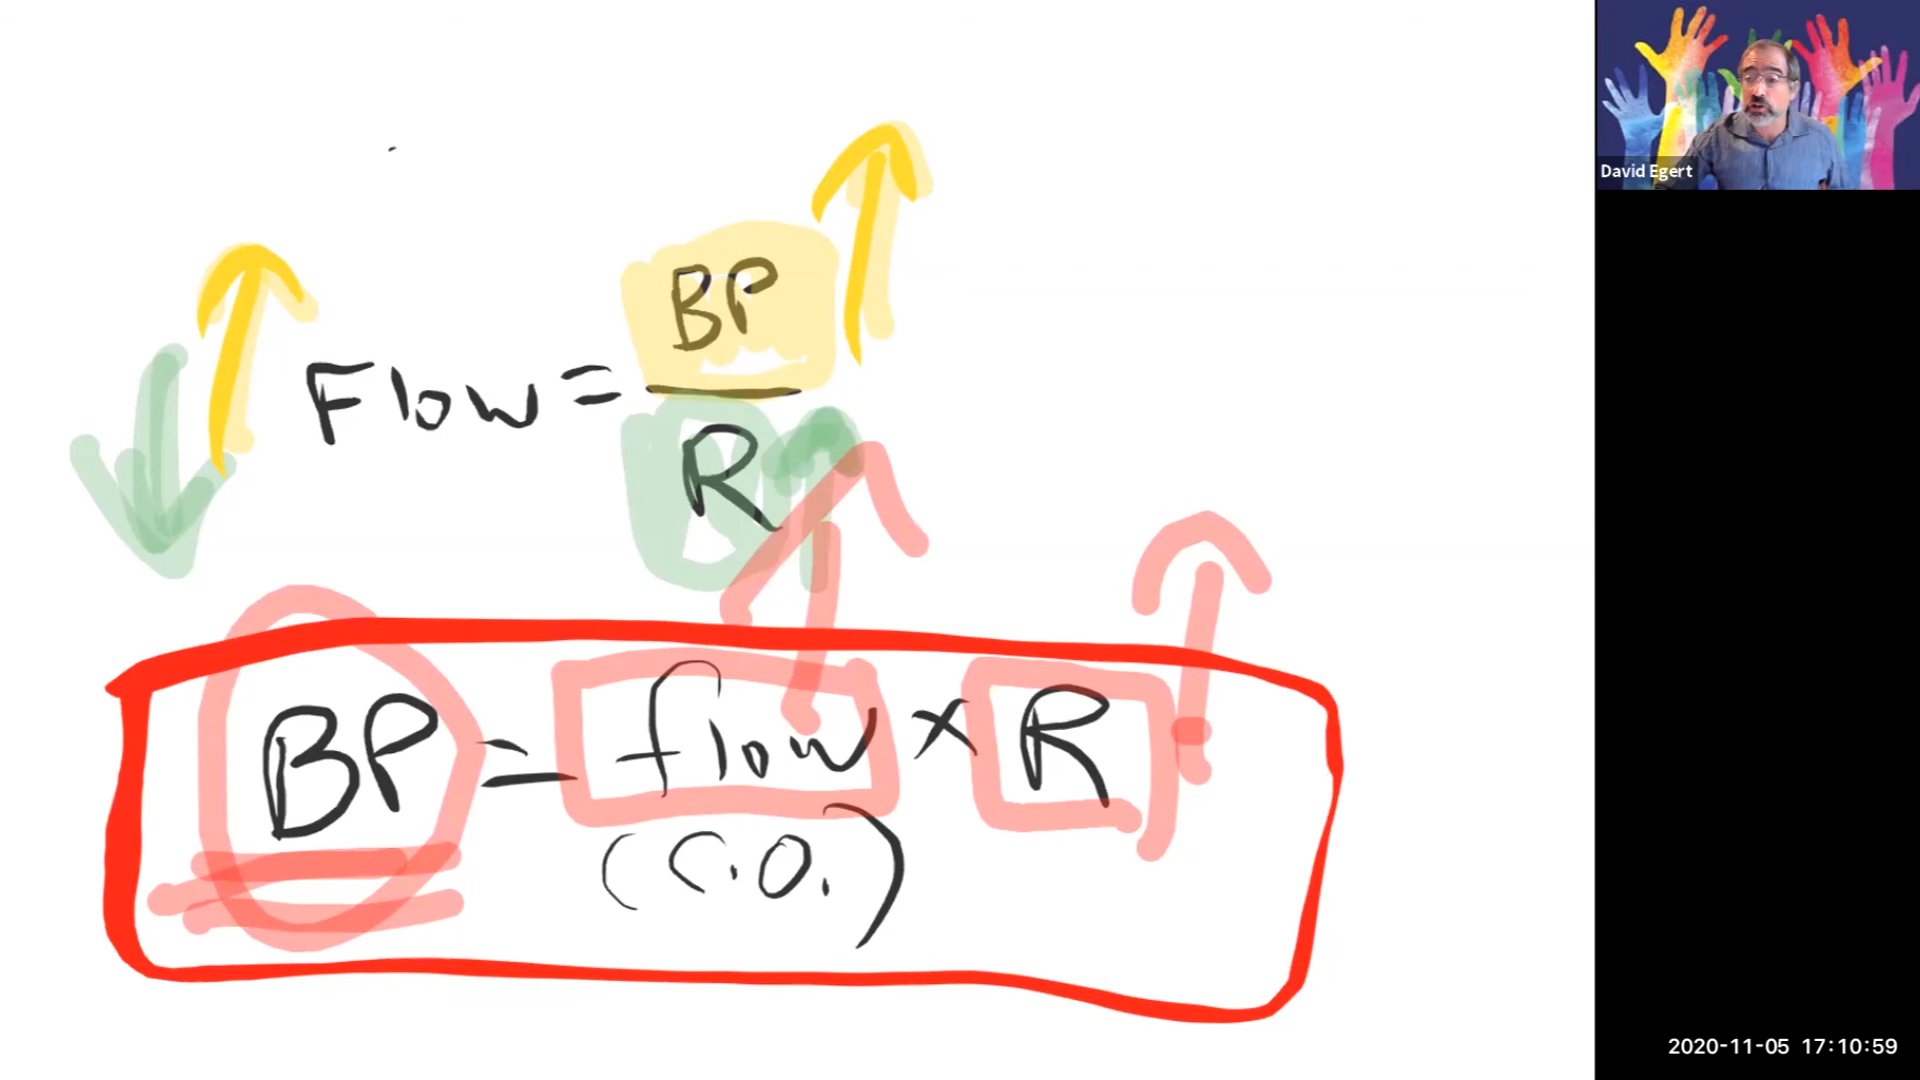 Flow = BP
R
BP = flow × R
(C.O.)
David Egert
2020-11-05 17:10:59